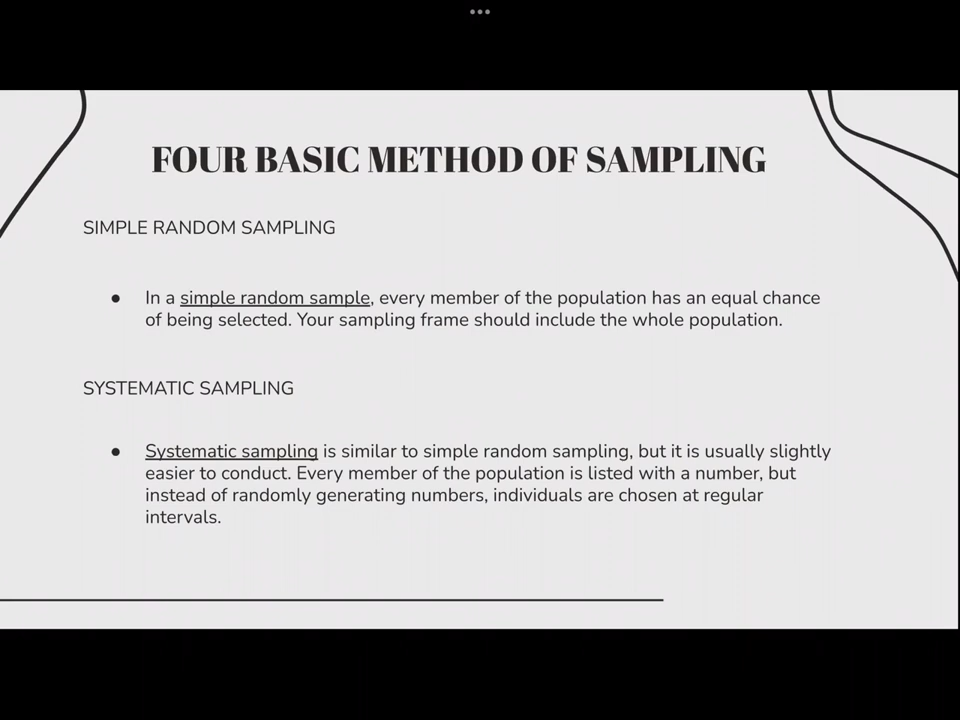 FOUR BASIC METHOD OF SAMPLING
SIMPLE RANDOM SAMPLING
● In a simple random sample, every member of the population has an equal chance
of being selected. Your sampling frame should include the whole population.
SYSTEMATIC SAMPLING
● Systematic sampling is similar to simple random sampling, but it is usually slightly
easier to conduct. Every member of the population is listed with a number, but
instead of randomly generating numbers, individuals are chosen at regular
intervals.